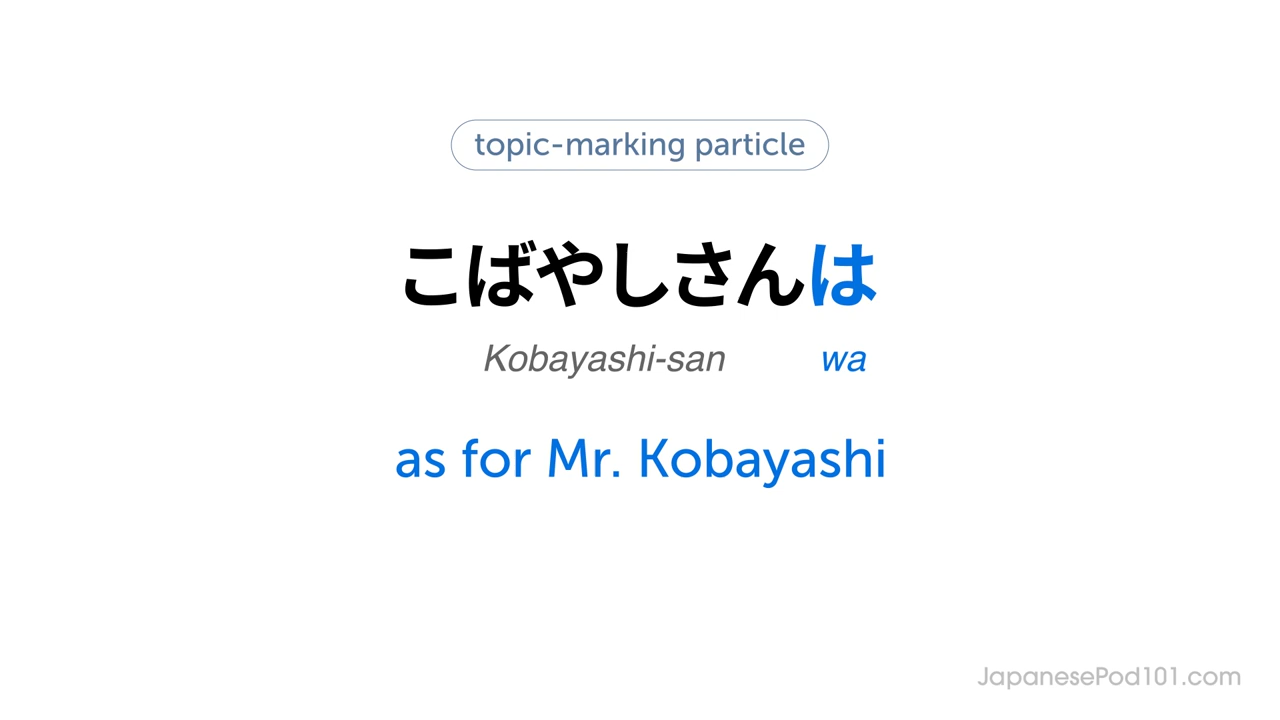 topic-marking particle
こばやしさんは
Kobayashi-san wa
as for Mr. Kobayashi
JapanesePod101.com